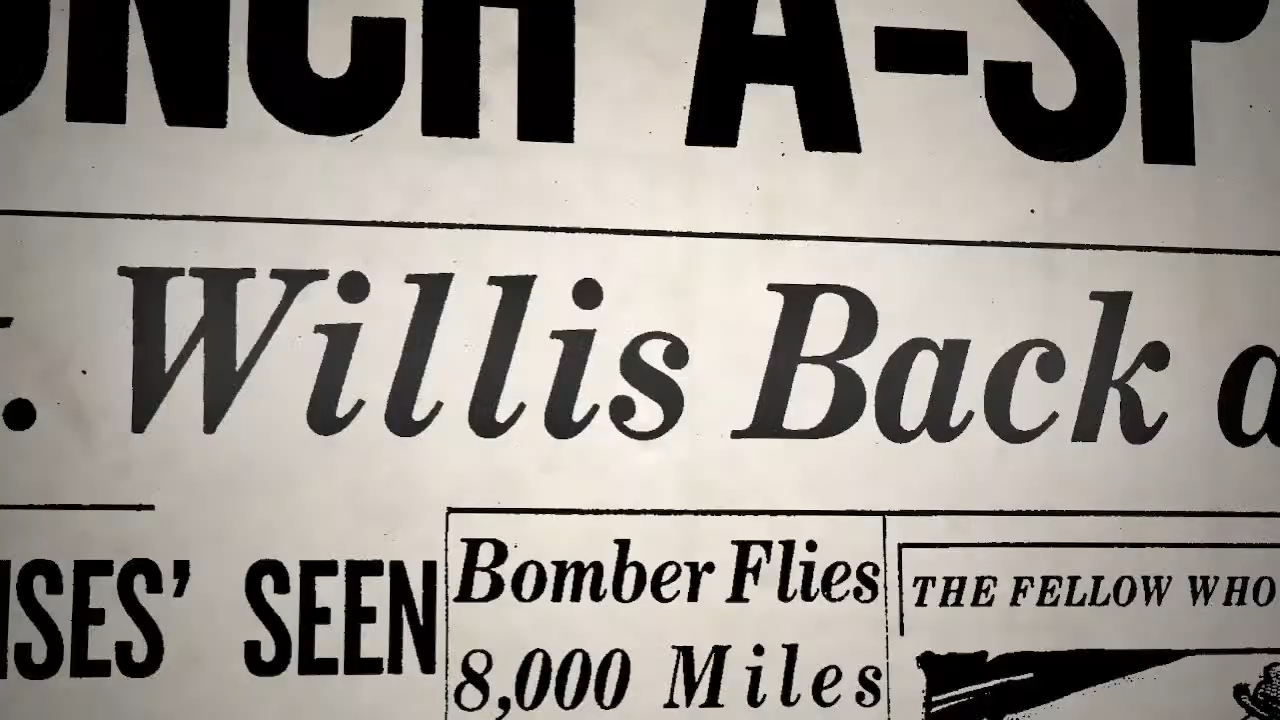 UNCH A-SP
. Willis Back a
ISES' SEEN
Bomber Flies
8,000 Miles
THE FELLOW WHO